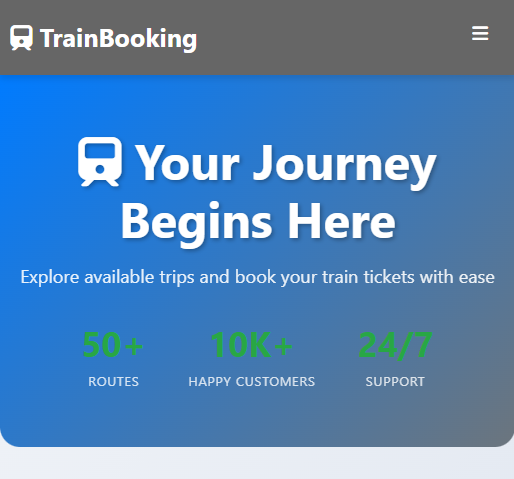 TrainBooking
Your Journey
Begins Here
Explore available trips and book your train tickets with ease
50+ 10K+ 24/7
ROUTES HAPPY CUSTOMERS SUPPORT